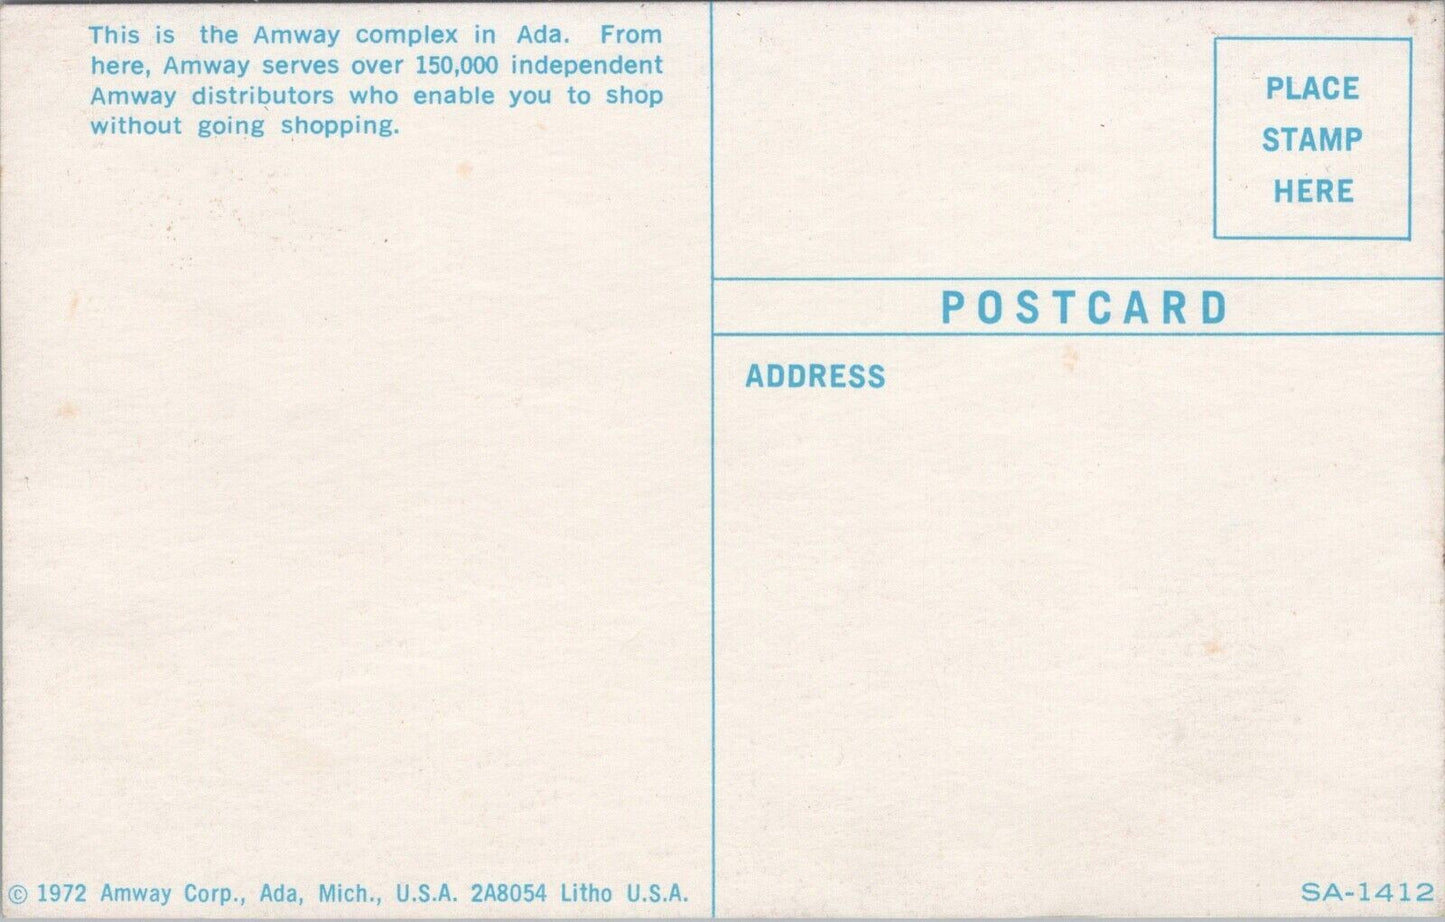 This is the Amway complex in Ada. From
here, Amway serves over 150,000 independent
Amway distributors who enable you to shop
without going shopping.
PLACE
STAMP
HERE
POSTCARD
ADDRESS
© 1972 Amway Corp., Ada, Mich., U.S.A. 2A8054 Litho U.S.A.
SA-1412